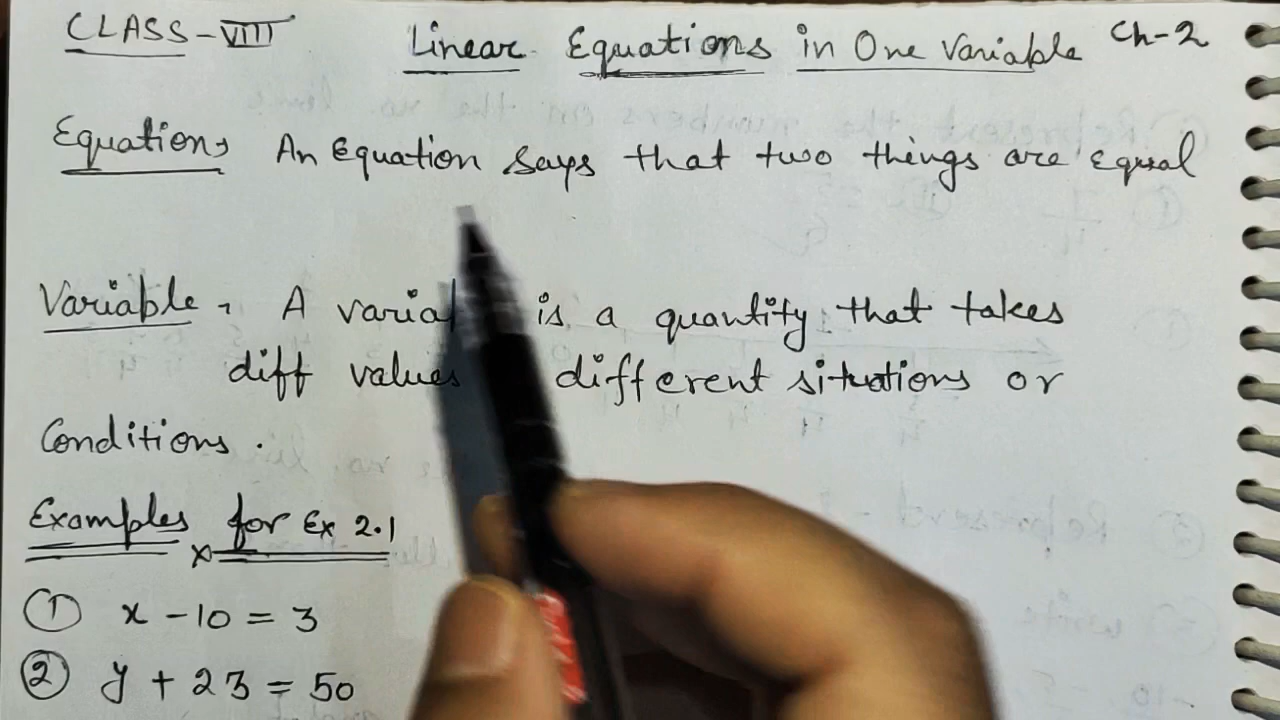 CLASS-VIII Linear Equations in One Variable Ch-2
Equation→ An Equation says that two things are equal
Variable → A variab is a quantity that takes
diff values different situations or
Conditions.
Examples for Ex 2.1
① x - 10 = 3
② y + 23 = 50